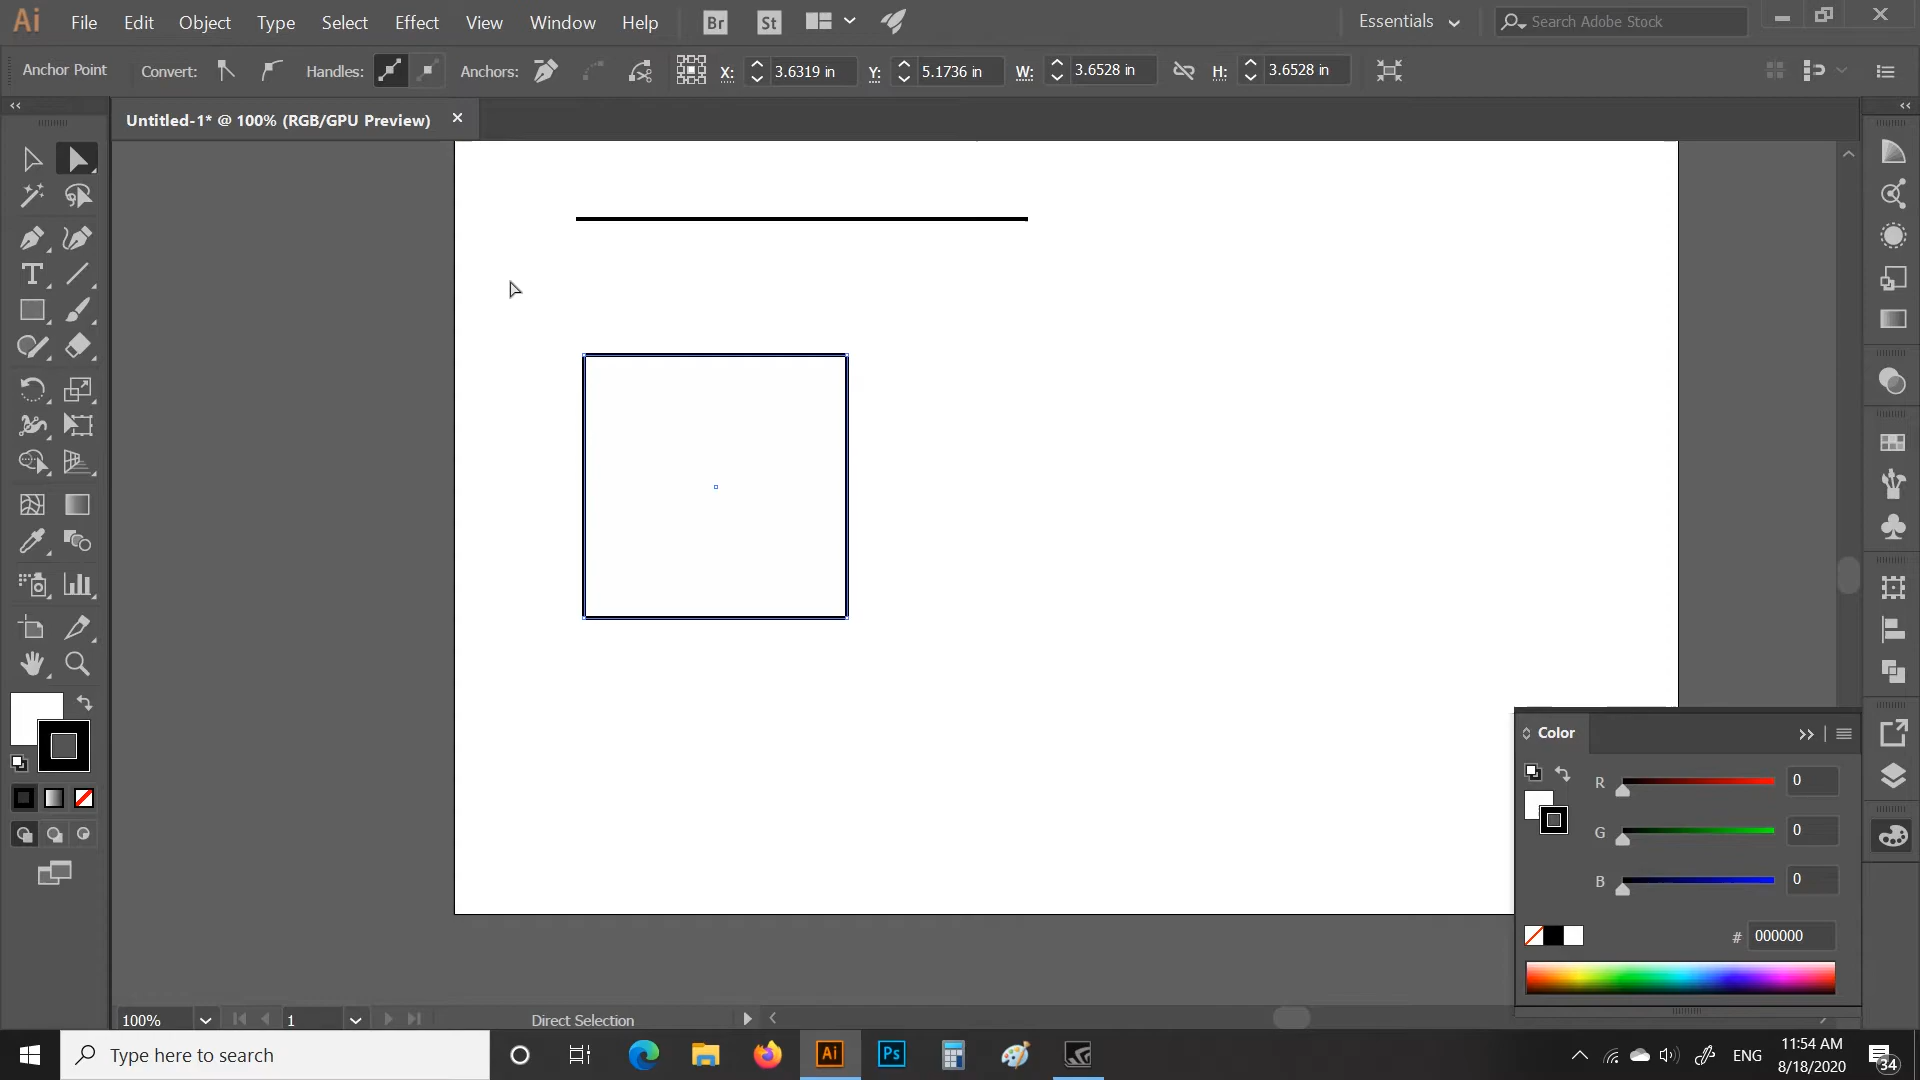 Ai File Edit Object Type Select Effect View Window Help Br St Essentials Search Adobe Stock
Anchor Point Convert: Handles: Anchors: X: 3.6319 in Y: 5.1736 in W: 3.6528 in H: 3.6528 in
Untitled-1* @ 100% (RGB/GPU Preview)
T
Color
R 0
G 0
B 0
# 000000
100% 1 Direct Selection
Type here to search Ai Ps ENG 11:54 AM
8/18/2020
34